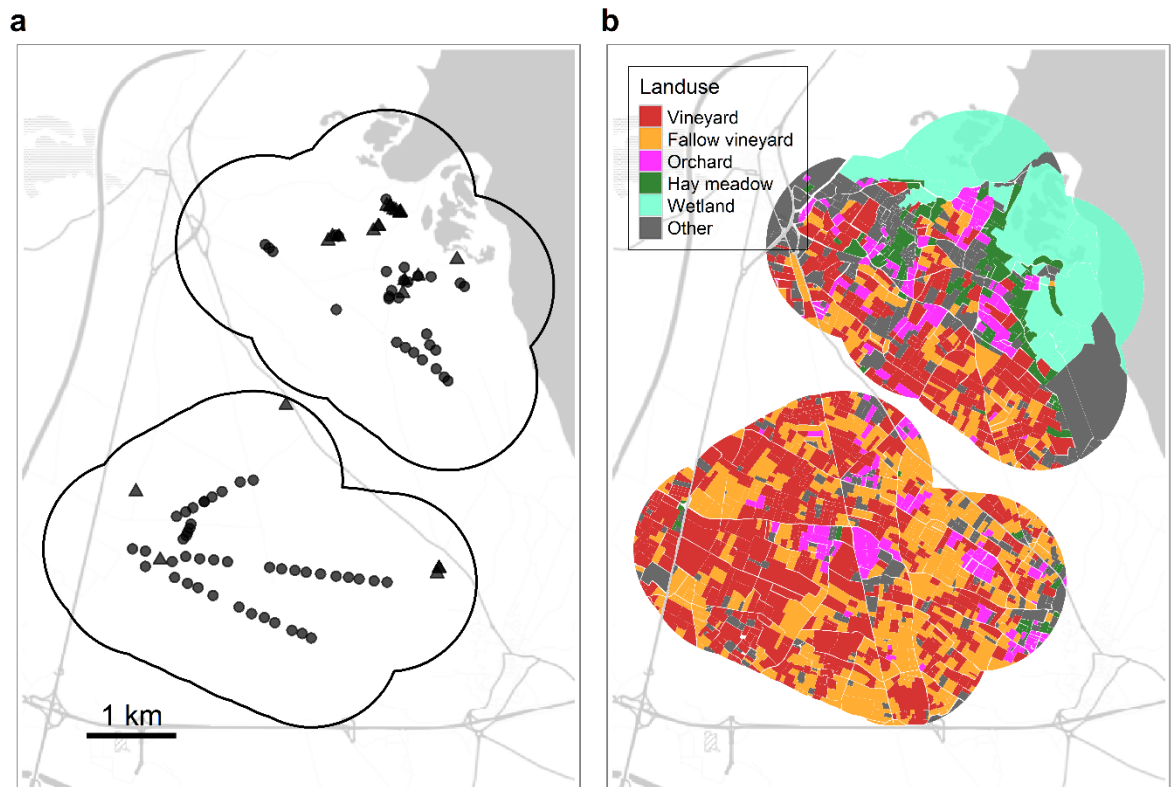 a
b
Landuse
Vineyard
Fallow vineyard
Orchard
Hay meadow
Wetland
Other
1 km